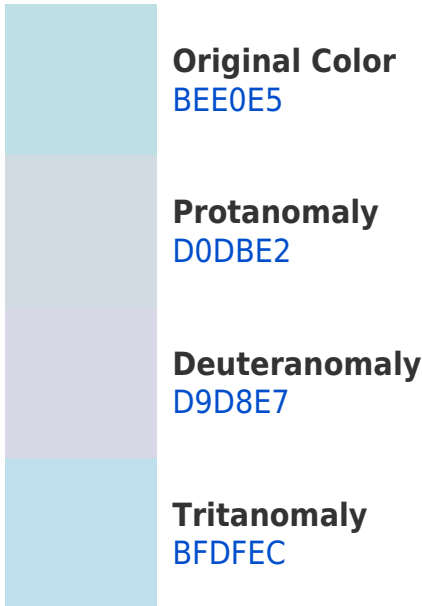 Original Color
BEE0E5
Protanomaly
D0DBE2
Deuteranomaly
D9D8E7
Tritanomaly
BFDFEC